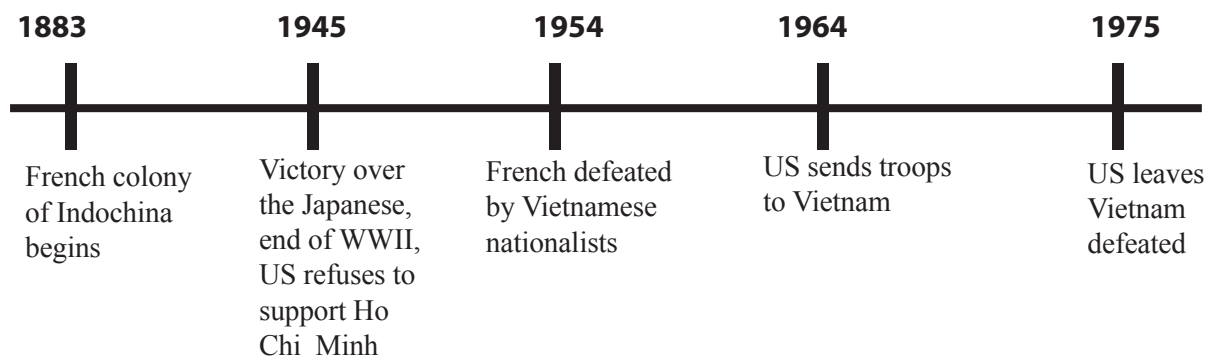 1883
1945
1954
1964
1975
French colony
of Indochina
begins
Victory over
the Japanese,
end of WWII,
US refuses to
support Ho
Chi Minh
French defeated
by Vietnamese
nationalists
US sends troops
to Vietnam
US leaves
Vietnam
defeated